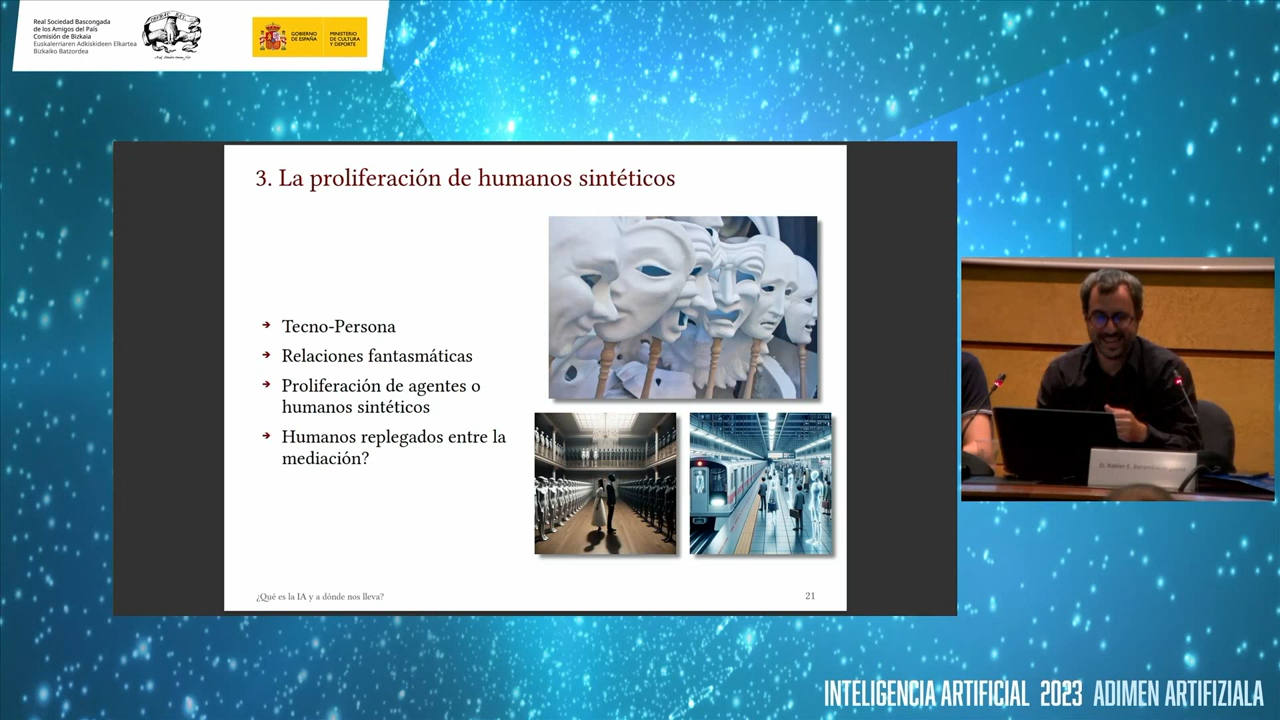 Real Sociedad Bascongada
de los Amigos del País
Comisión de Bizkaia
Euskalerriaren Adkiskideen Elkartea
Bizkaiko Batzordea
GOBIERNO
DE ESPAÑA
MINISTERIO
DE CULTURA
Y DEPORTE
3. La proliferación de humanos sintéticos
➔ Tecno-Persona
➔ Relaciones fantasmáticas
➔ Proliferación de agentes o
humanos sintéticos
➔ Humanos replegados entre la
mediación?
¿Qué es la IA y a dónde nos lleva?
21
INTELIGENCIA ARTIFICIAL 2023 ADIMEN ARTIFIZIALA